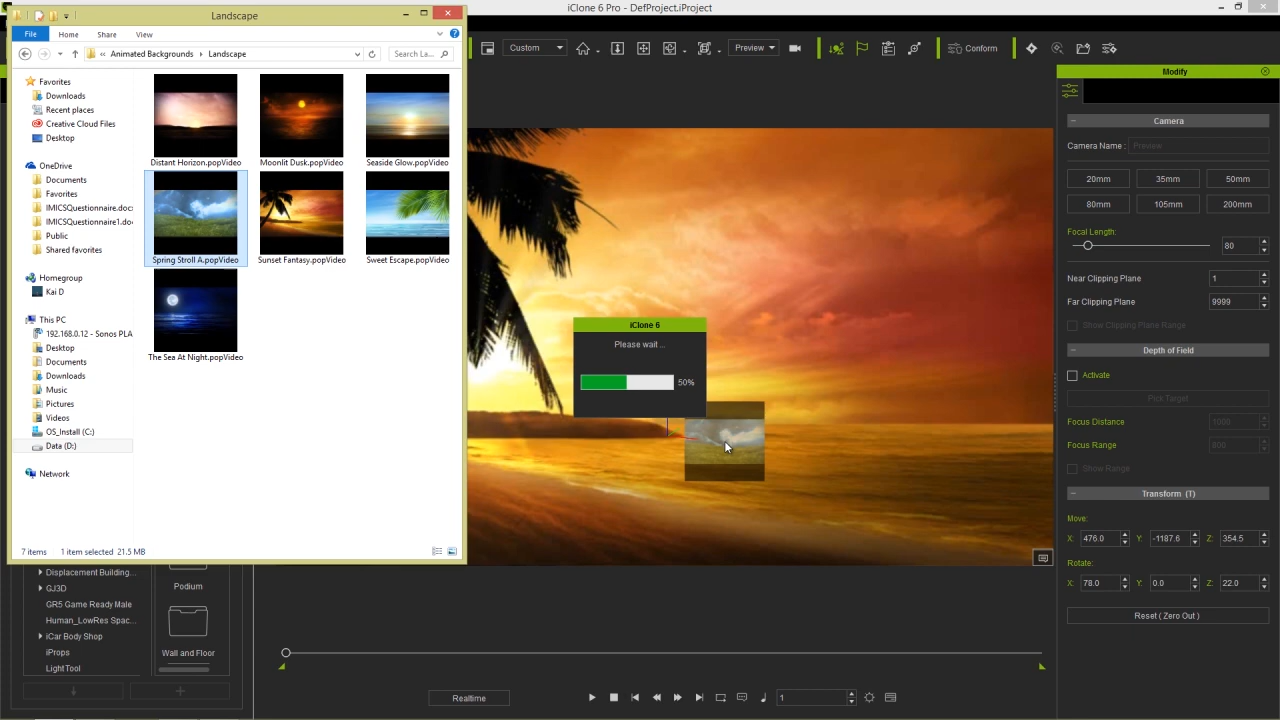 Landscape
iClone 6 Pro - DefProject.iProject
File
Home
Share
View
Animated Backgrounds
Landscape
Search La...
Custom
Preview
Conform
Favorites
Downloads
Recent places
Creative Cloud Files
Desktop
OneDrive
Documents
Favorites
IMICSQuestionnaire.doc
IMICSQuestionnaire1.do
Public
Shared favorites
Homegroup
Kai D
This PC
192.168.0.12 - Sonos PLA
Desktop
Documents
Downloads
Music
Pictures
Videos
OS_Install (C:)
Data (D:)
Network
Distant Horizon.popVideo
Moonlit Dusk.popVideo
Seaside Glow.popVideo
Spring Stroll A.popVideo
Sunset Fantasy.popVideo
Sweet Escape.popVideo
The Sea At Night.popVideo
7 items
1 item selected 21.5 MB
iClone 6
Please wait ...
50%
Modify
Camera
Camera Name :
Preview
20mm
35mm
50mm
80mm
105mm
200mm
Focal Length:
80
Near Clipping Plane
1
Far Clipping Plane
9999
Show Clipping Plane Range
Depth of Field
Activate
Pick Target
Focus Distance
1000
Focus Range
Show Range
Transform (T)
Move:
X: 476.0
Y: -1187.6
Z: 354.5
Rotate:
X: 78.0
Y: 0.0
Z: 22.0
Reset ( Zero Out )
Displacement Building...
GJ3D
GR5 Game Ready Male
Human_LowRes Spac...
iCar Body Shop
iProps
Light Tool
Podium
Wall and Floor
Realtime
1